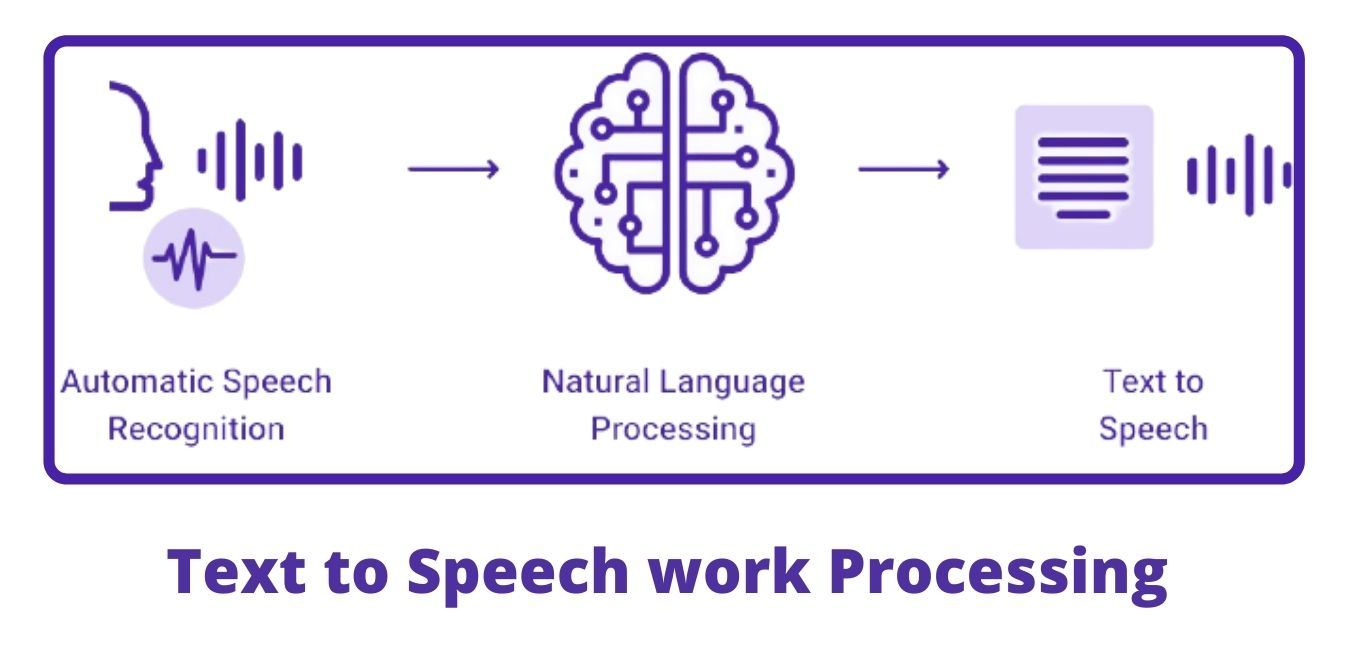 Automatic Speech
Recognition
Natural Language
Processing
Text to
Speech
Text to Speech work Processing